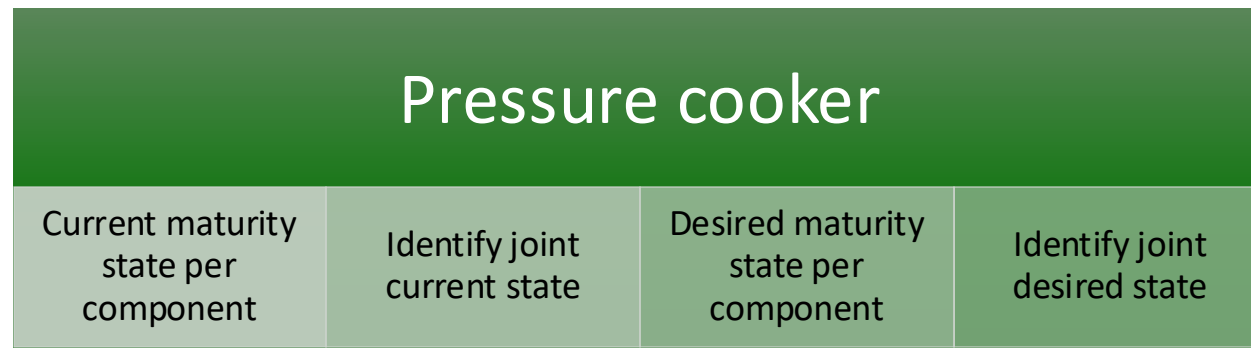 Pressure cooker
Current maturity
state per
component
Identify joint
current state
Desired maturity
state per
component
Identify joint
desired state